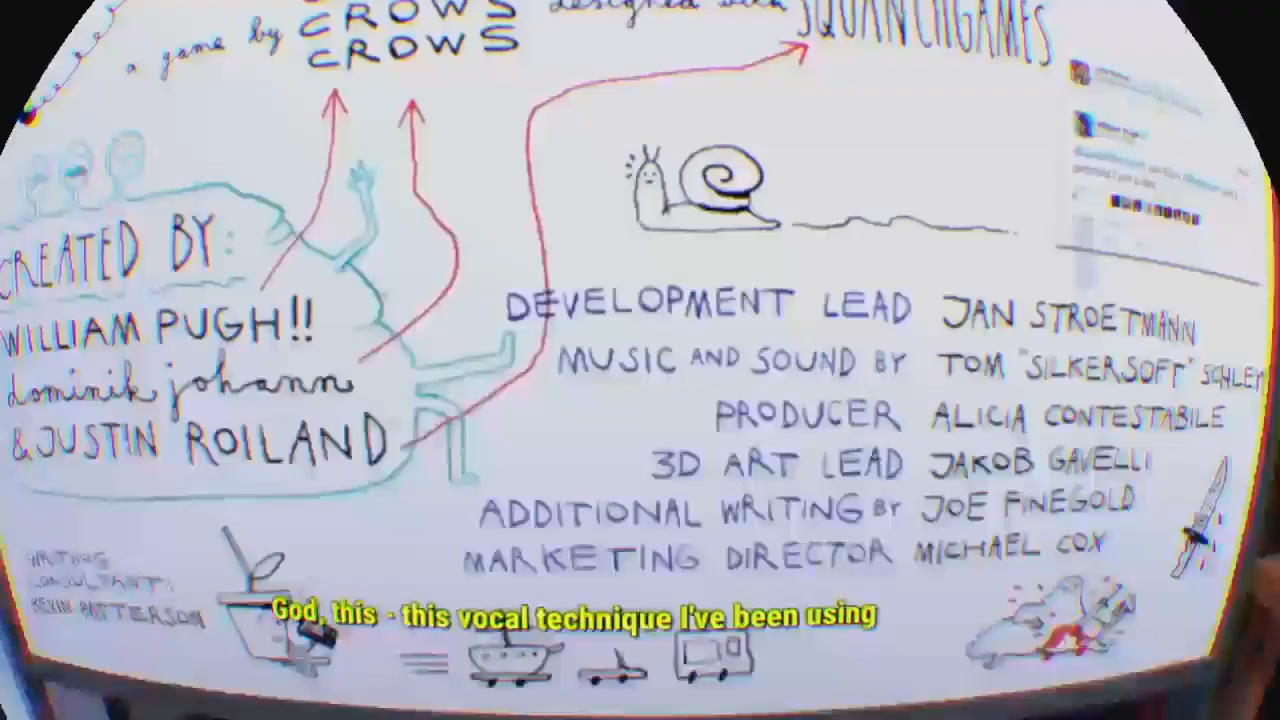 a game by CROWS designed with SQUANCHGAMES
CROWS
CREATED BY:
WILLIAM PUGH!!
dominik johann
& JUSTIN ROILAND
DEVELOPMENT LEAD JAN STROETMANN
MUSIC AND SOUND BY TOM "SILKERSOFT" SCHLEY
PRODUCER ALICIA CONTESTABILE
3D ART LEAD JAKOB GAVELLI
ADDITIONAL WRITING BY JOE FINEGOLD
MARKETING DIRECTOR MICHAEL COX
WRITING
CONSULTANT:
KEVIN PATTERSON
God, this - this vocal technique I've been using